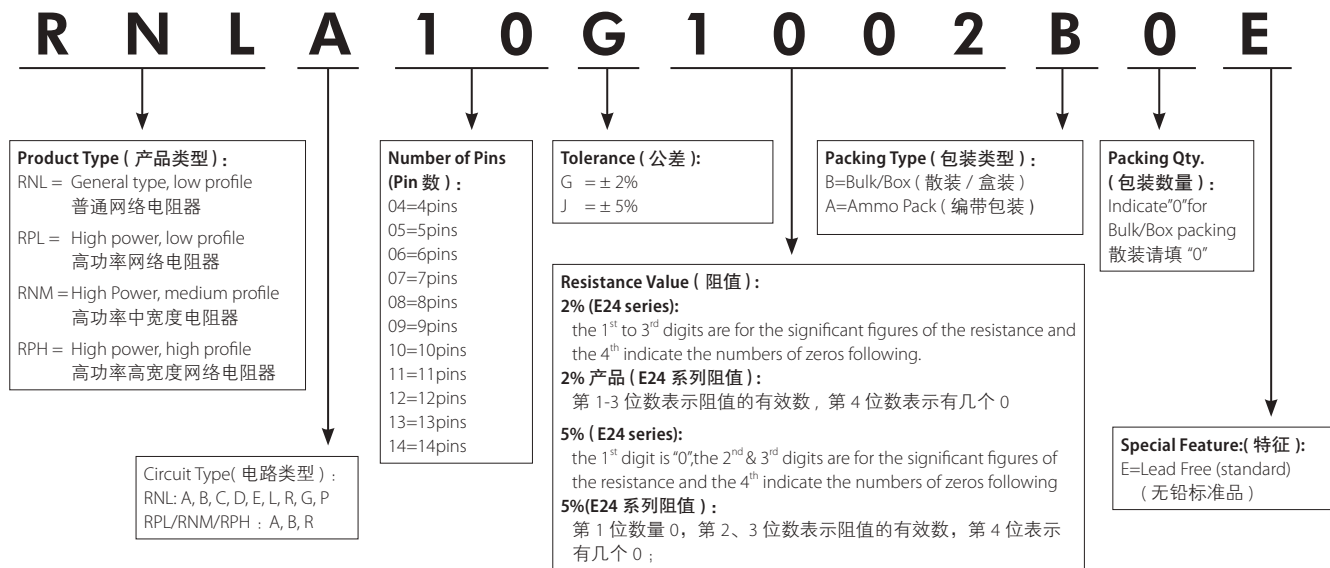 R N L A 1 0 G 1 0 0 2 B 0 E
Product Type ( 产品类型 ) :
RNL = General type, low profile
普通网络电阻器
RPL = High power, low profile
高功率网络电阻器
RNM = High Power, medium profile
高功率中宽度电阻器
RPH = High power, high profile
高功率高宽度网络电阻器
Circuit Type( 电路类型 ) :
RNL: A, B, C, D, E, L, R, G, P
RPL/RNM/RPH : A, B, R
Number of Pins
(Pin 数 ) :
04=4pins
05=5pins
06=6pins
07=7pins
08=8pins
09=9pins
10=10pins
11=11pins
12=12pins
13=13pins
14=14pins
Tolerance ( 公差 ):
G = ± 2%
J = ± 5%
Resistance Value ( 阻值 ) :
2% (E24 series):
the 1st to 3rd digits are for the significant figures of the resistance and
the 4th indicate the numbers of zeros following.
2% 产品 ( E24 系列阻值 ) :
第 1-3 位数表示阻值的有效数 , 第 4 位数表示有几个 0
5% ( E24 series):
the 1st digit is "0",the 2nd & 3rd digits are for the significant figures of
the resistance and the 4th indicate the numbers of zeros following
5%(E24 系列阻值 ) :
第 1 位数量 0，第 2、3 位数表示阻值的有效数，第 4 位表示
有几个 0 ;
Packing Type ( 包装类型 ) :
B=Bulk/Box ( 散装 / 盒装 )
A=Ammo Pack ( 编带包装 )
Packing Qty.
( 包装数量 ) :
Indicate"0"for
Bulk/Box packing
散装请填 "0"
Special Feature:( 特征 ):
E=Lead Free (standard)
( 无铅标准品 )